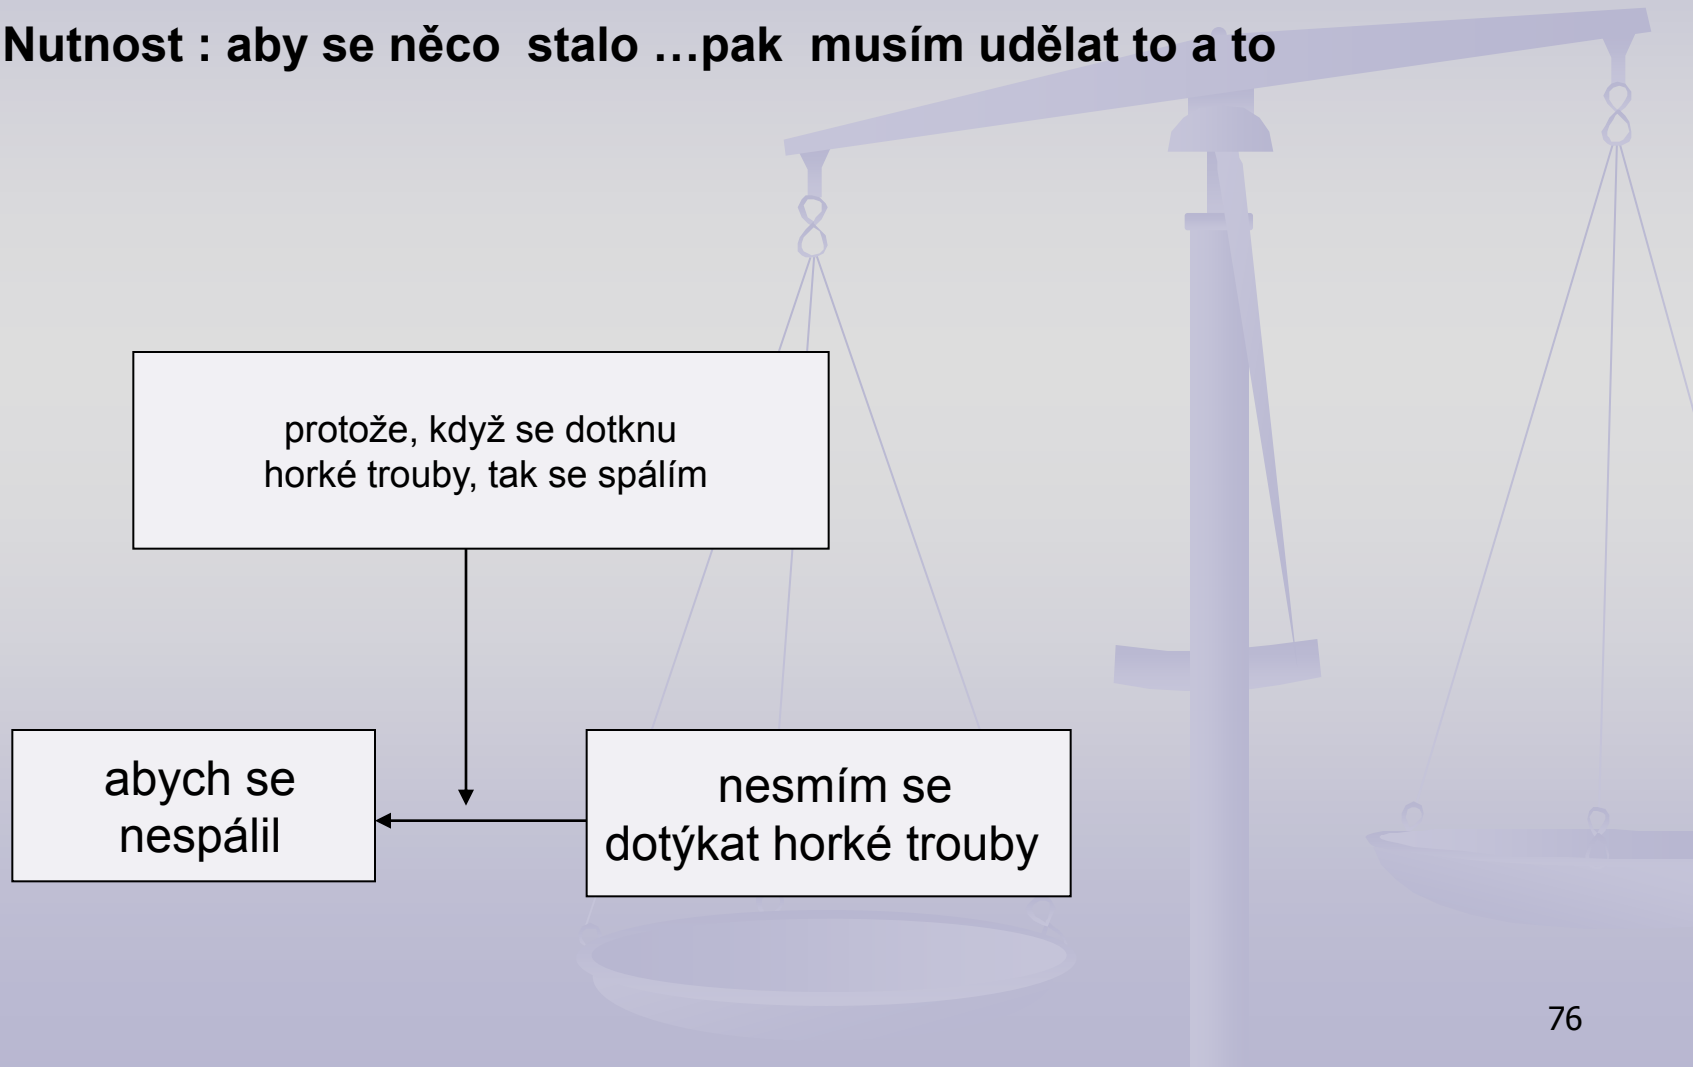 Nutnost : aby se něco  stalo …pak  musím udělat to a to
protože, když se dotknu
horké trouby, tak se spálím
abych se
nespálil
nesmím se
dotýkat horké trouby
76